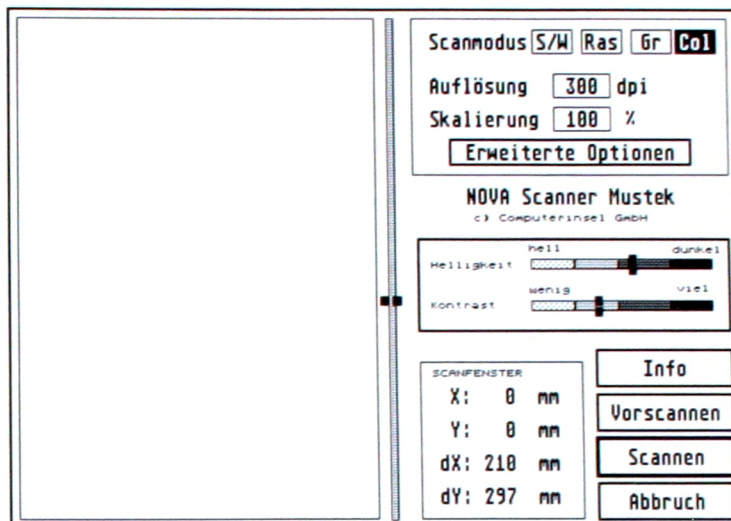 Scanmodus S/W Ras Gr Col
Auflösung 300 dpi
Skalierung 100 %
Erweiterte Optionen
NOVA Scanner Mustek
c) Computerinsel GmbH
hell dunkel
Helligkeit
wenig viel
Kontrast
SCANFENSTER
X: 0 mm
Y: 0 mm
dX: 210 mm
dY: 297 mm
Info
Vorscannen
Scannen
Abbruch